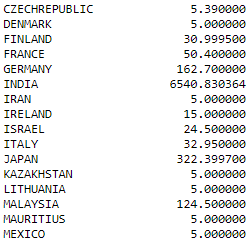 CZECHREPUBLIC 5.390000
DENMARK 5.000000
FINLAND 30.999500
FRANCE 50.400000
GERMANY 162.700000
INDIA 6540.830364
IRAN 5.000000
IRELAND 15.000000
ISRAEL 24.500000
ITALY 32.950000
JAPAN 322.399700
KAZAKHSTAN 5.000000
LITHUANIA 5.000000
MALAYSIA 124.500000
MAURITIUS 5.000000
MEXICO 5.000000